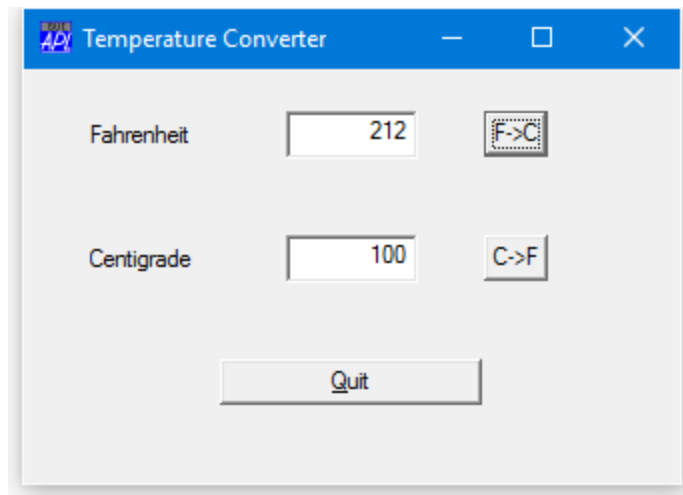 Temperature Converter
Fahrenheit 212 F->C
Centigrade 100 C->F
Quit